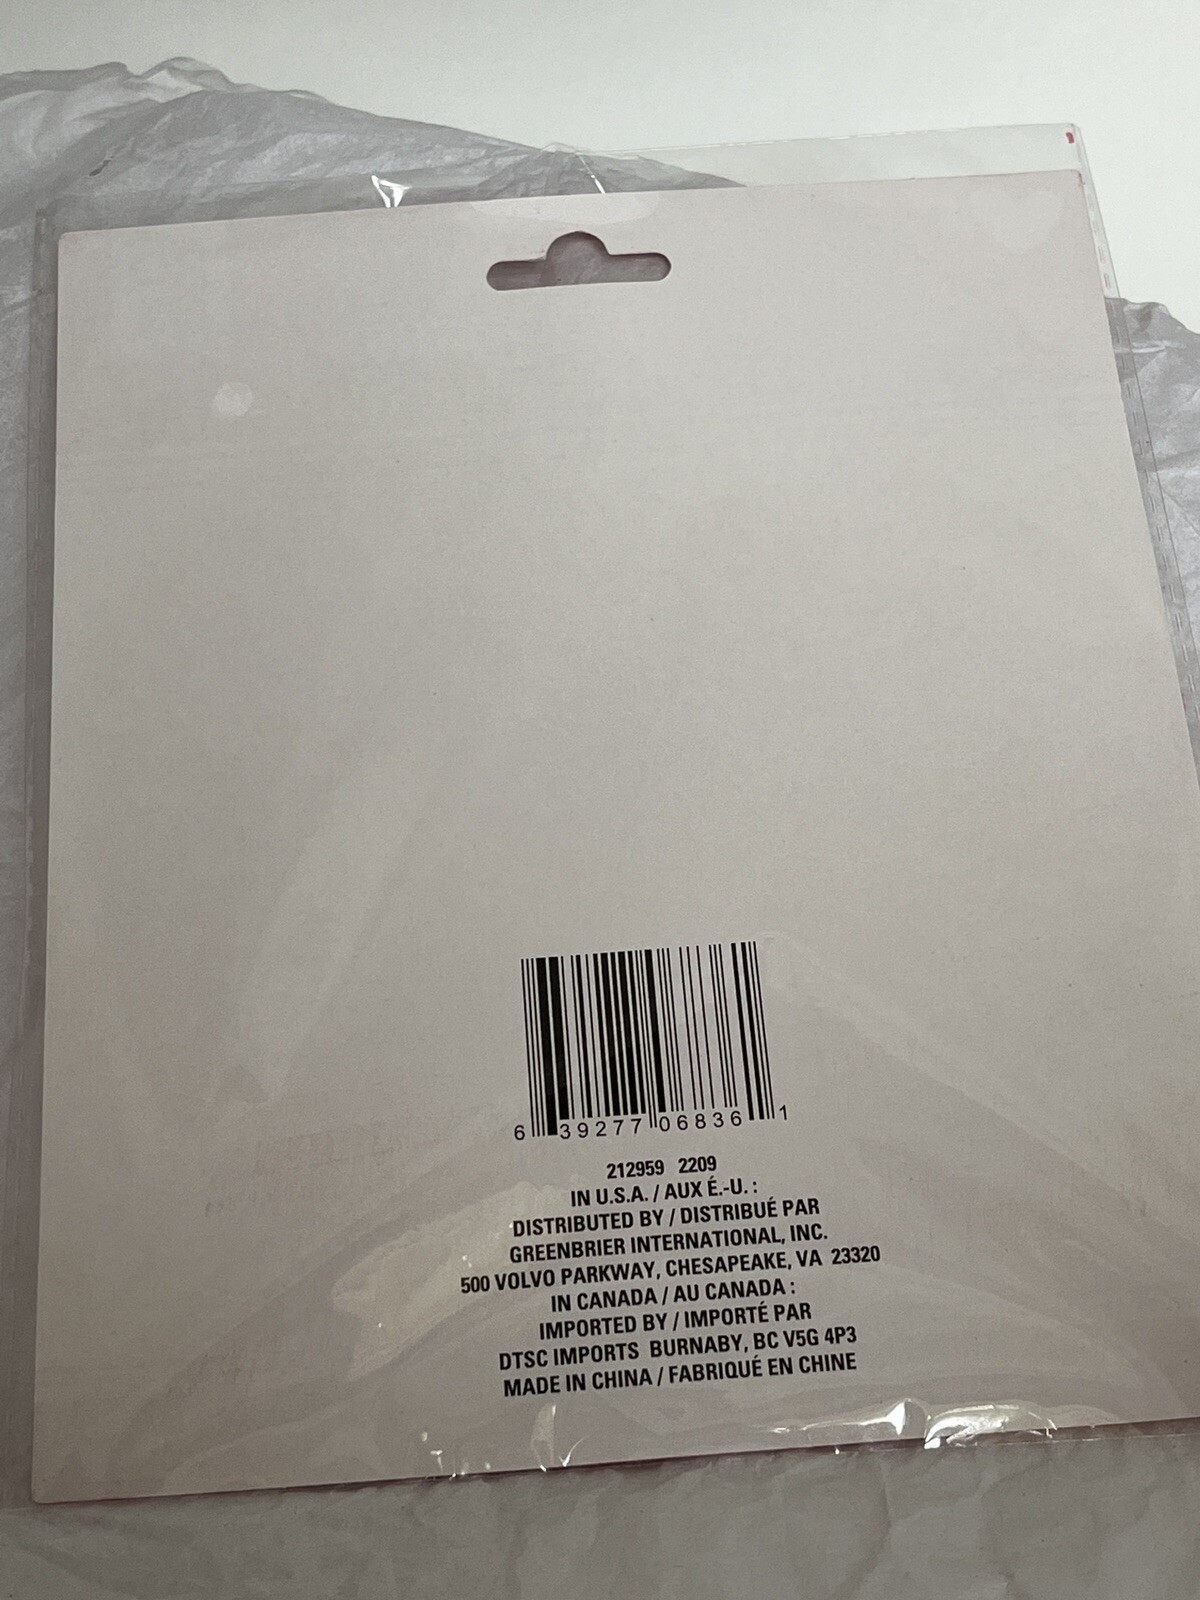 6 39277 06836 1
212959 2209
IN U.S.A. / AUX É.-U. :
DISTRIBUTED BY / DISTRIBUÉ PAR
GREENBRIER INTERNATIONAL, INC.
500 VOLVO PARKWAY, CHESAPEAKE, VA 23320
IN CANADA / AU CANADA :
IMPORTED BY / IMPORTÉ PAR
DTSC IMPORTS BURNABY, BC V5G 4P3
MADE IN CHINA / FABRIQUÉ EN CHINE